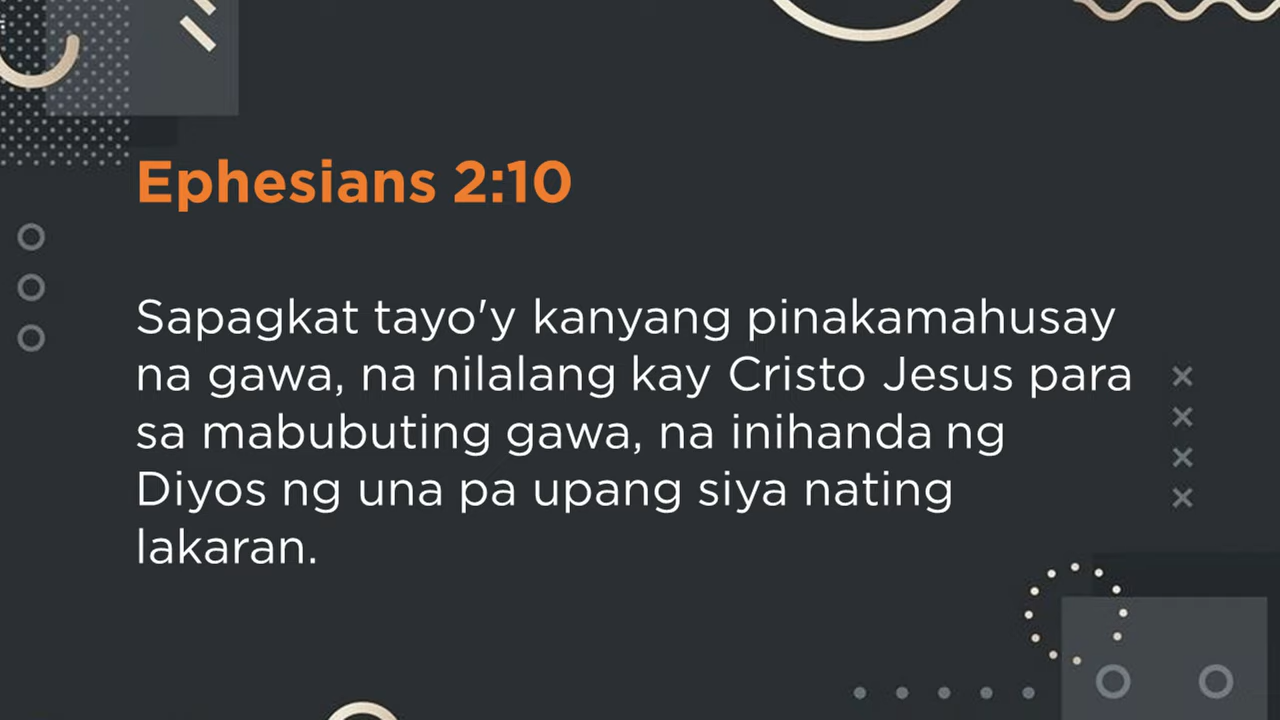 Ephesians 2:10
Sapagkat tayo'y kanyang pinakamahusay
na gawa, na nilalang kay Cristo Jesus para
sa mabubuting gawa, na inihanda ng
Diyos ng una pa upang siya nating
lakaran.